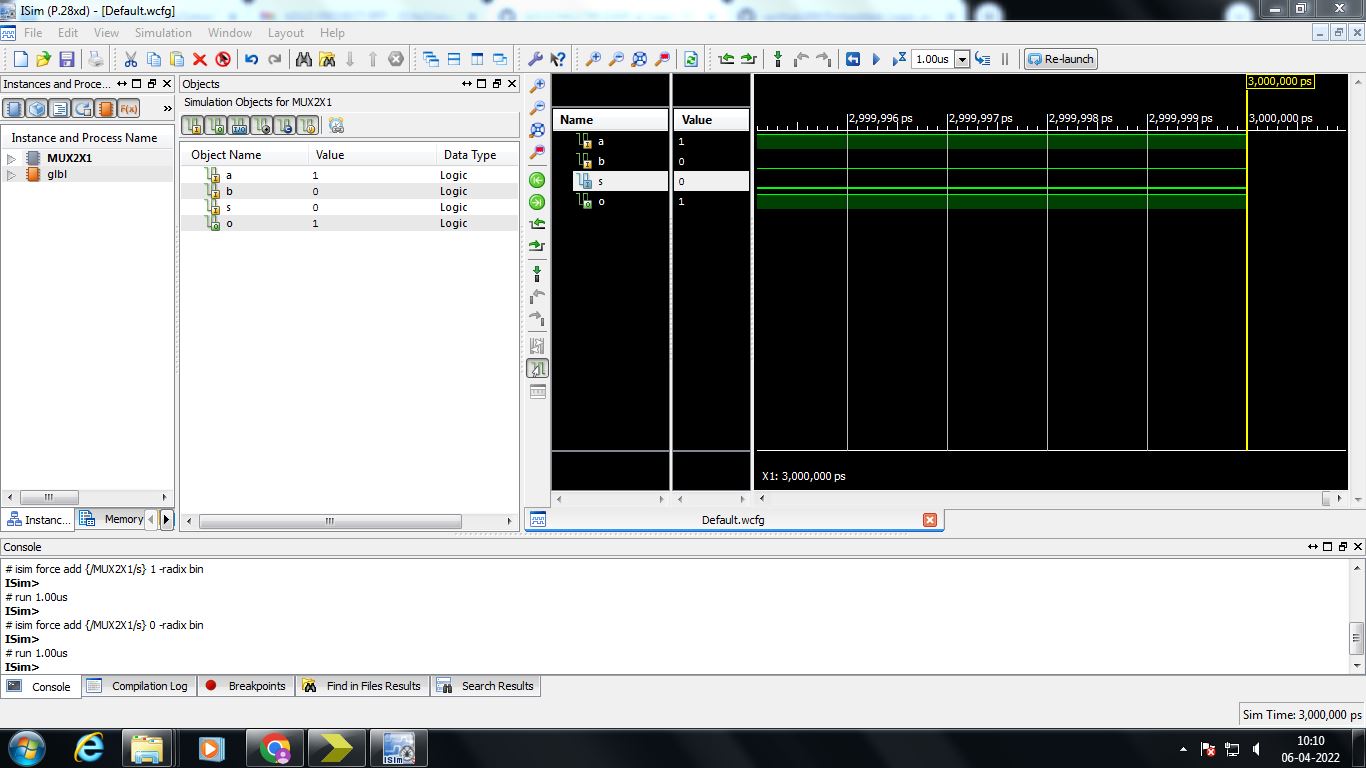 ISim (P.28xd) - [Default.wcfg]
File Edit View Simulation Window Layout Help
1.00us Re-launch
Instances and Proce...
F(x)
»
Instance and Process Name
MUX2X1
glbl
Instanc... Memory
Objects
Simulation Objects for MUX2X1
Object Name Value Data Type
a 1 Logic
b 0 Logic
s 0 Logic
o 1 Logic
Name Value
a 1
b 0
s 0
o 1
3,000,000 ps
2,999,996 ps 2,999,997 ps 2,999,998 ps 2,999,999 ps 3,000,000 ps
X1: 3,000,000 ps
Default.wcfg
Console
# isim force add {/MUX2X1/s} 1 -radix bin
ISim>
# run 1.00us
ISim>
# isim force add {/MUX2X1/s} 0 -radix bin
ISim>
# run 1.00us
ISim>
Console Compilation Log Breakpoints Find in Files Results Search Results
Sim Time: 3,000,000 ps
ISim
10:10
06-04-2022